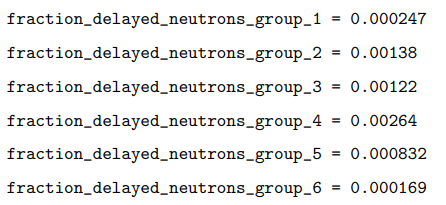 fraction_delayed_neutrons_group_1 = 0.000247
fraction_delayed_neutrons_group_2 = 0.00138
fraction_delayed_neutrons_group_3 = 0.00122
fraction_delayed_neutrons_group_4 = 0.00264
fraction_delayed_neutrons_group_5 = 0.000832
fraction_delayed_neutrons_group_6 = 0.000169